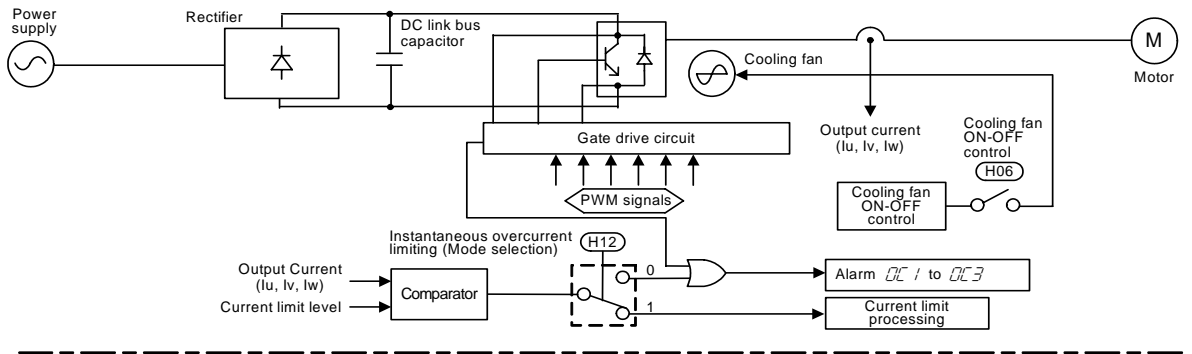 Power
supply
Rectifier
DC link bus
capacitor
Cooling fan
M
Motor
Gate drive circuit
Output current
(Iu, Iv, Iw)
Cooling fan
ON-OFF
control
H06
PWM signals
Cooling fan
ON-OFF
control
Instantaneous overcurrent
limiting (Mode selection)
H12
Output Current
(Iu, Iv, Iw)
Current limit level
Comparator
0
1
Alarm OC1 to OC3
Current limit
processing